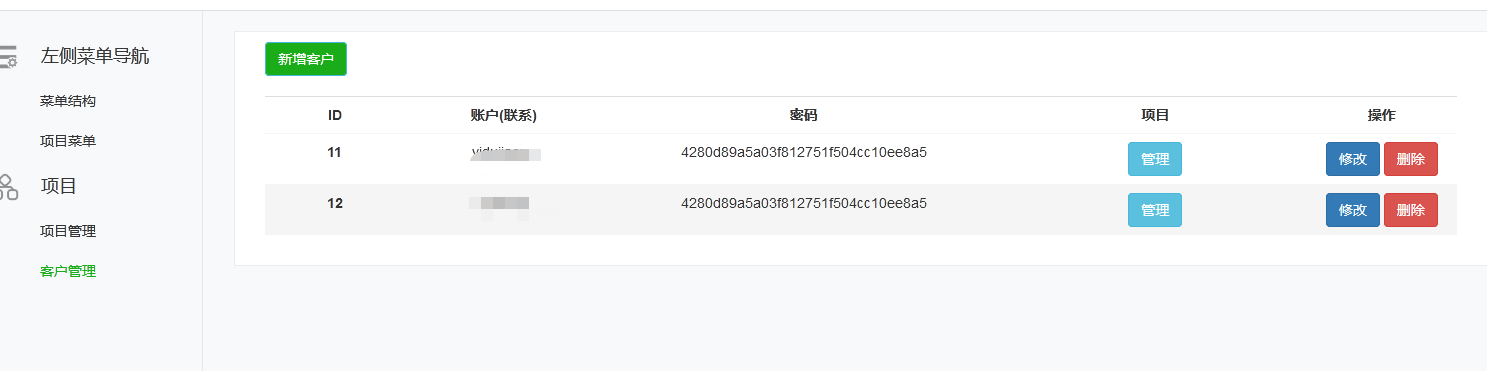 左侧菜单导航
菜单结构
项目菜单
项目
项目管理
客户管理
新增客户
ID 账户(联系) 密码 项目 操作
11 4280d89a5a03f812751f504cc10ee8a5 管理 修改 删除
12 4280d89a5a03f812751f504cc10ee8a5 管理 修改 删除